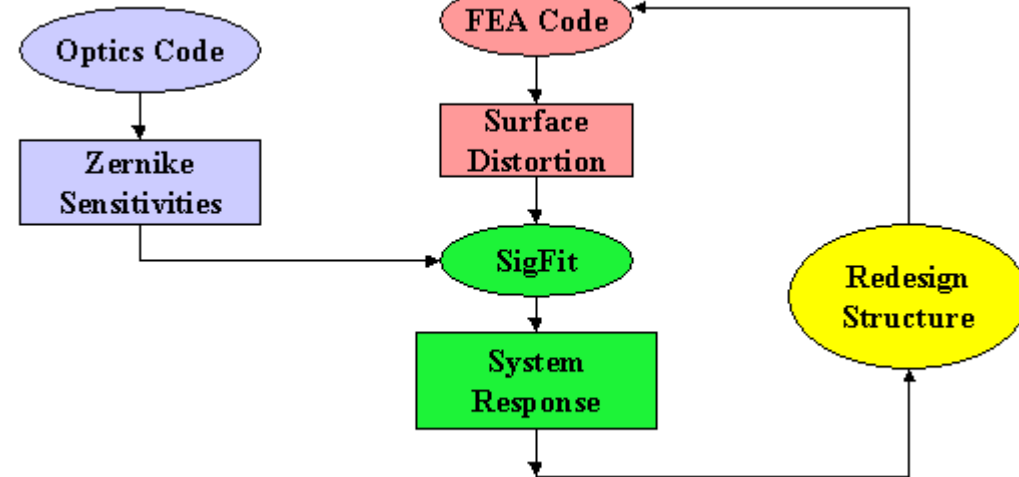 Optics Code
FEA Code
Surface
Distortion
Zernike
Sensitivities
SigFit
Redesign
Structure
System
Response